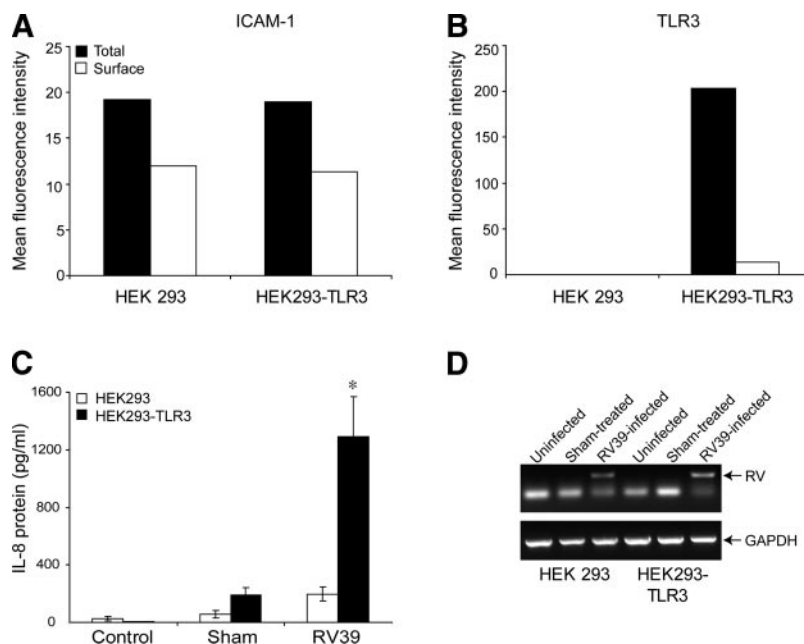 A
ICAM-1
Total
Surface
Mean fluorescence intensity
25
20
15
10
5
0
HEK 293
HEK293-TLR3
B
TLR3
Mean fluorescence intensity
250
200
150
100
50
0
HEK 293
HEK293-TLR3
C
HEK293
HEK293-TLR3
IL-8 protein (pg/ml)
1600
1200
800
400
0
*
Control
Sham
RV39
D
Uninfected
Sham-treated
RV39-infected
Uninfected
Sham-treated
RV39-infected
RV
GAPDH
HEK 293
HEK293-
TLR3